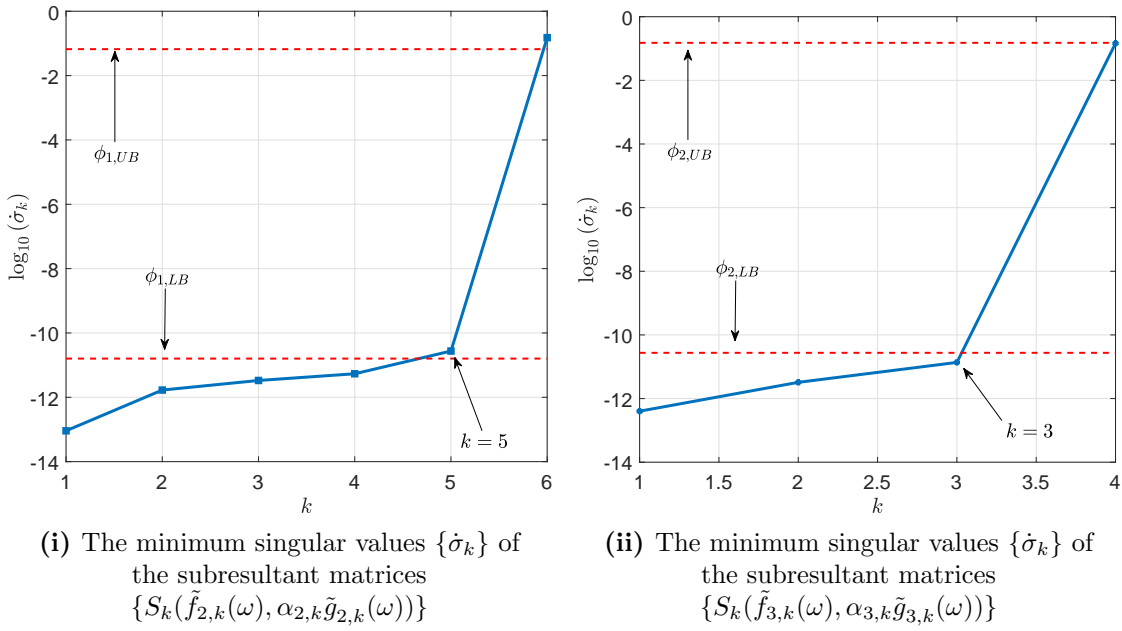 0
-2
-4
-6
-8
-10
-12
-14
log₁₀(σ̇ₖ)
ϕ₁,UB
ϕ₁,LB
k = 5
1 2 3 4 5 6
k
(i) The minimum singular values {σ̇ₖ} of
the subresultant matrices
{Sₖ(f̃₂,ₖ(ω), α₂,ₖg̃₂,ₖ(ω))}
0
-2
-4
-6
-8
-10
-12
-14
log₁₀(σ̇ₖ)
ϕ₂,UB
ϕ₂,LB
k = 3
1 1.5 2 2.5 3 3.5 4
k
(ii) The minimum singular values {σ̇ₖ} of
the subresultant matrices
{Sₖ(f̃₃,ₖ(ω), α₃,ₖg̃₃,ₖ(ω))}